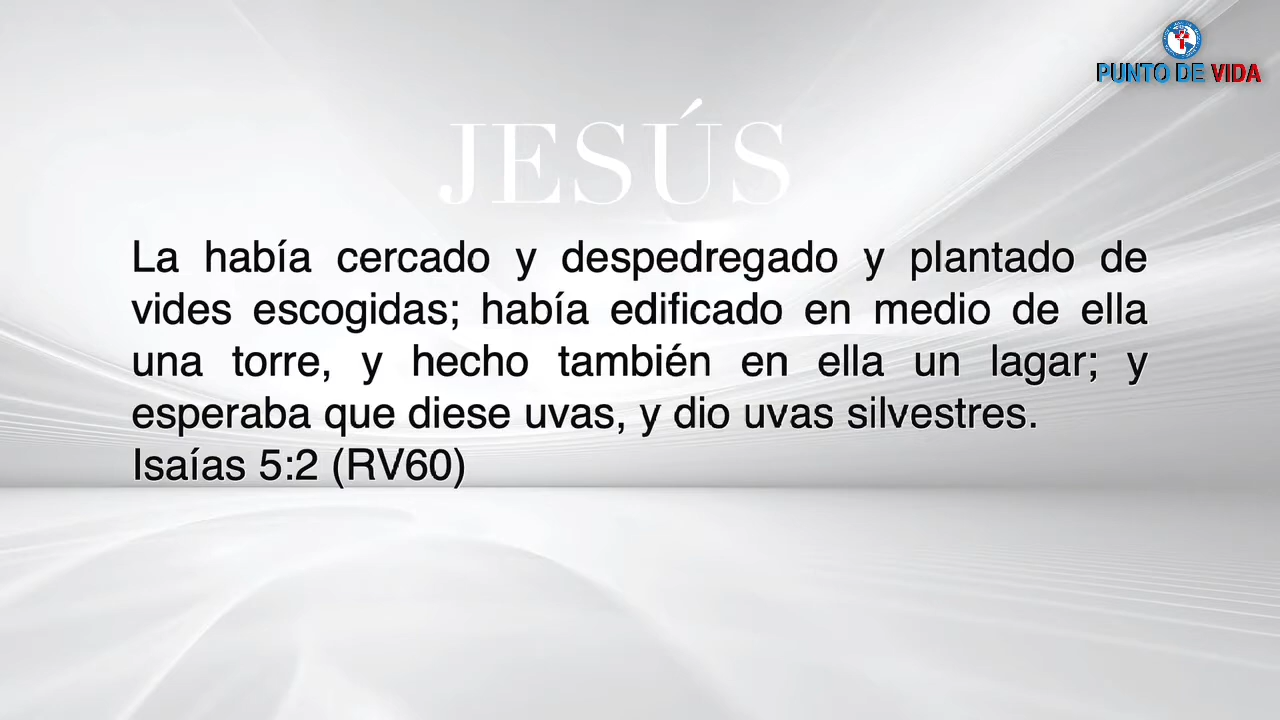 PUNTO DE VIDA
JESÚS
La había cercado y despedregado y plantado de
vides escogidas; había edificado en medio de ella
una torre, y hecho también en ella un lagar; y
esperaba que diese uvas, y dio uvas silvestres.
Isaías 5:2 (RV60)